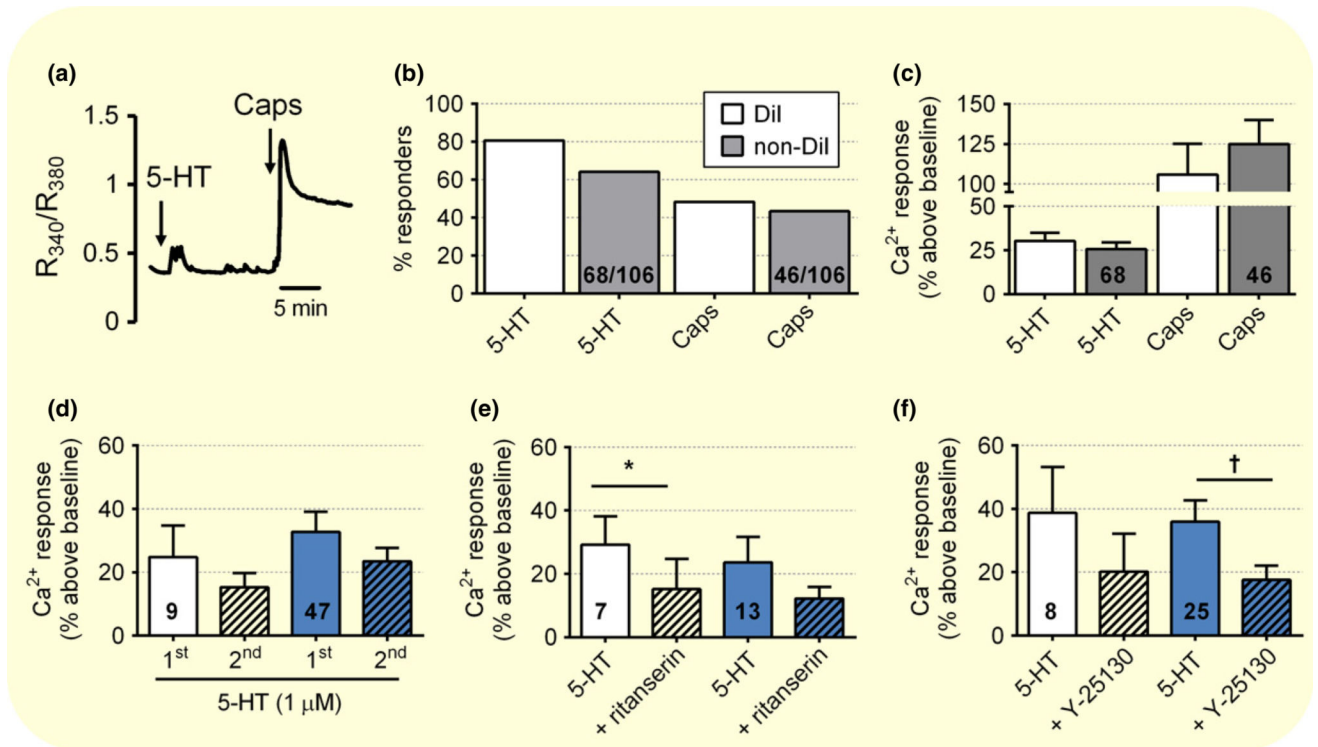 (a)
Caps
5-HT
R340/R380
1.5
1
0.5
0
5 min
(b)
% responders
100
80
60
40
20
0
DiI
non-DiI
68/106
46/106
5-HT
5-HT
Caps
Caps
(c)
Ca2+ response
(% above baseline)
150
125
100
50
25
0
68
46
5-HT
5-HT
Caps
Caps
(d)
Ca2+ response
(% above baseline)
60
40
20
0
9
47
1st 2nd 1st 2nd
5-HT (1 μM)
(e)
Ca2+ response
(% above baseline)
60
40
20
0
*
7
13
5-HT
+ ritanserin
5-HT
+ ritanserin
(f)
Ca2+ response
(% above baseline)
60
40
20
0
†
8
25
5-HT
+ Y-25130
5-HT
+ Y-25130